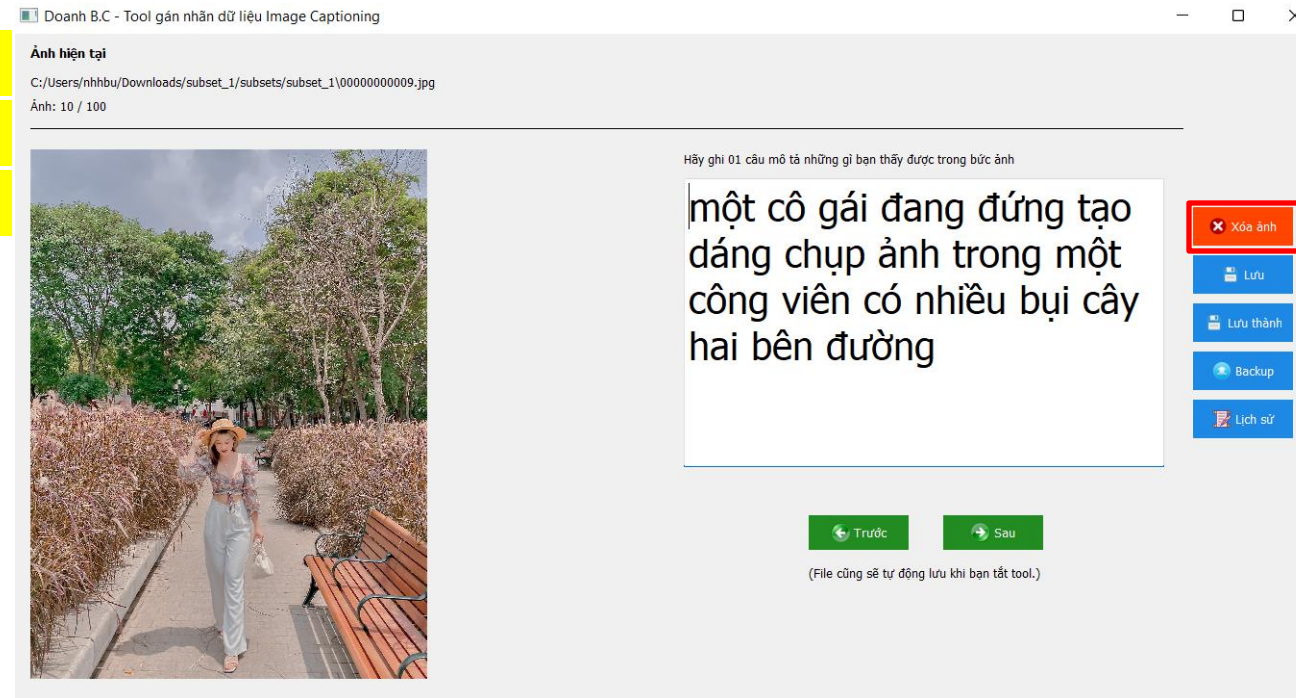 Doanh B.C - Tool gán nhãn dữ liệu Image Captioning
Ảnh hiện tại
C:/Users/nhhbu/Downloads/subset_1/subsets/subset_1\00000000009.jpg
Ảnh: 10 / 100
Hãy ghi 01 câu mô tả những gì bạn thấy được trong bức ảnh
một cô gái đang đứng tạo
dáng chụp ảnh trong một
công viên có nhiều bụi cây
hai bên đường
Xóa ảnh
Lưu
Lưu thành
Backup
Lịch sử
Trước
Sau
(File cũng sẽ tự động lưu khi bạn tắt tool.)